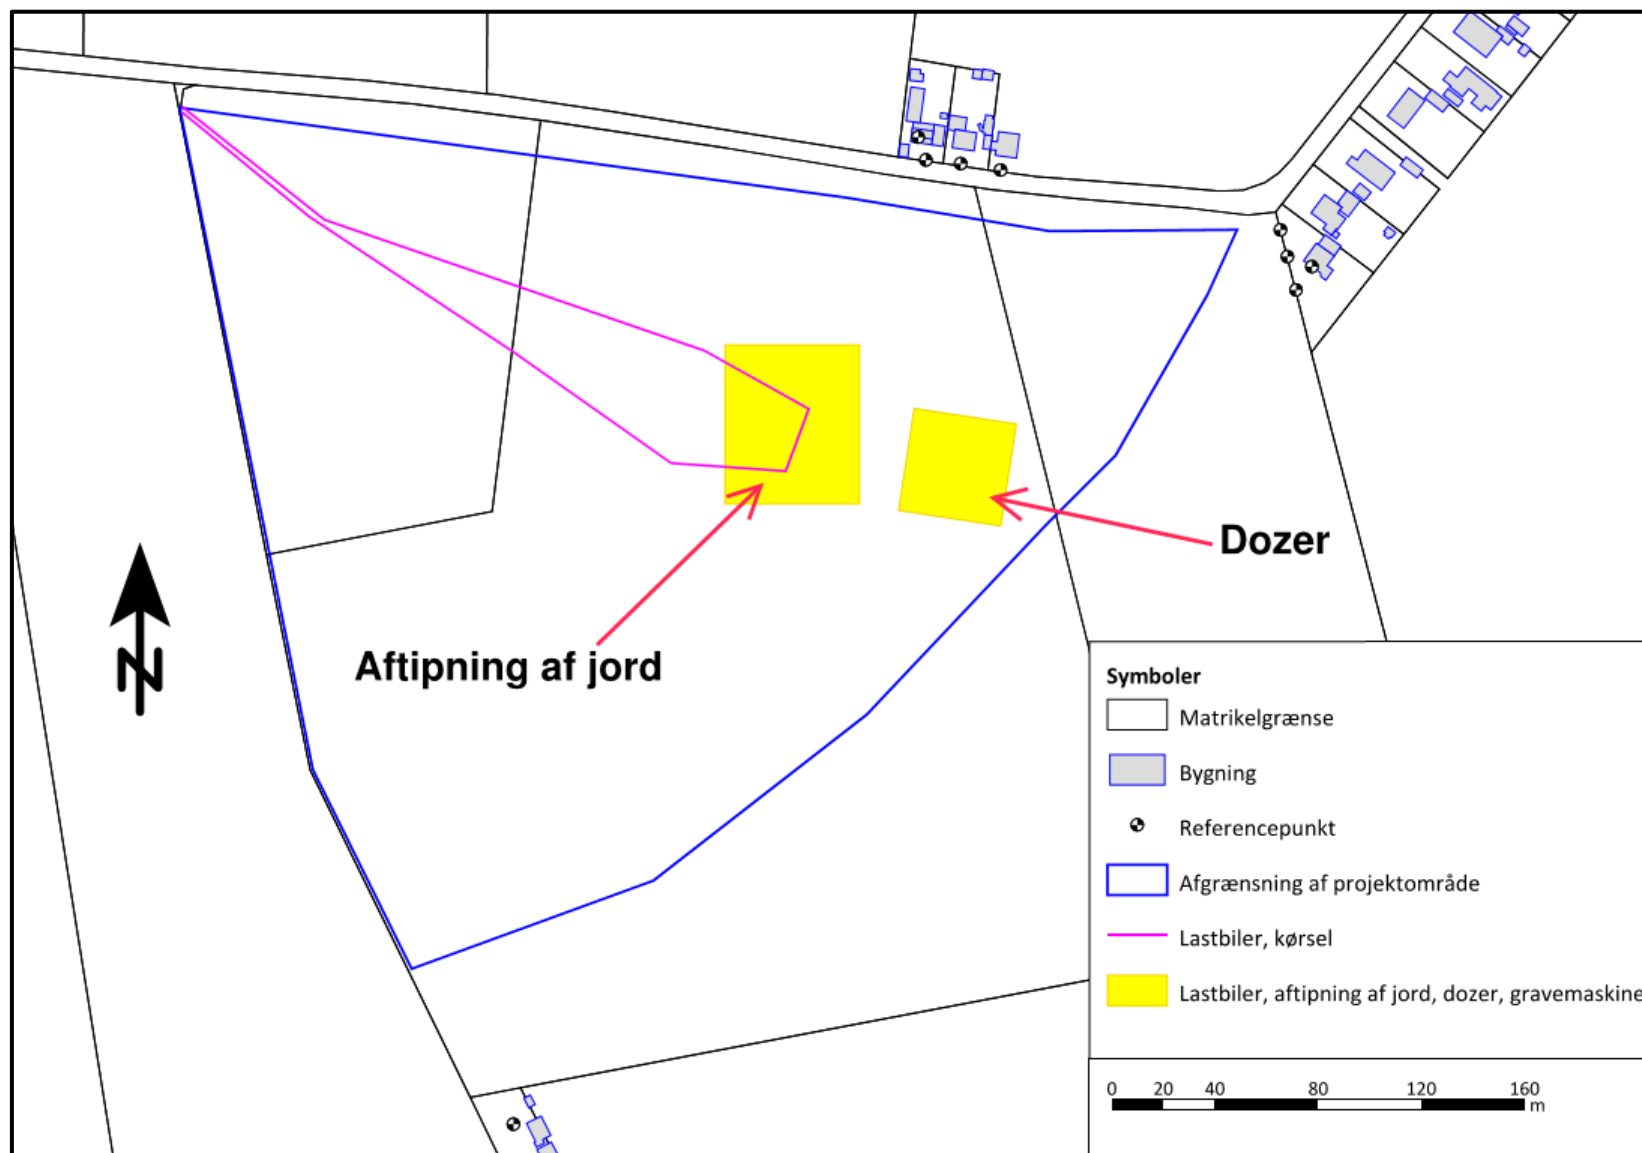 Dozer
Aftipning af jord
N
Symboler
Matrikelgrænse
Bygning
Referencepunkt
Afgrænsning af projektområde
Lastbiler, kørsel
Lastbiler, aftipning af jord, dozer, gravemaskine
0 20 40 80 120 160
m